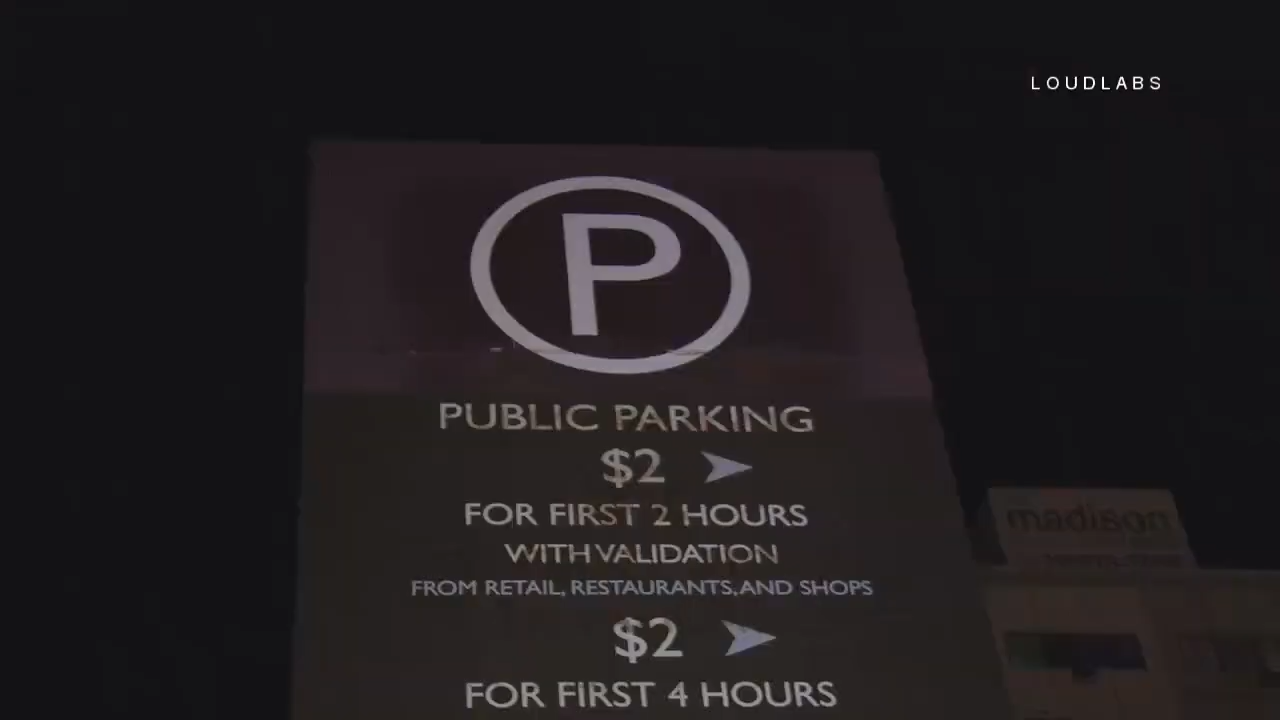 LOUDLABS
P
PUBLIC PARKING
$2
FOR FIRST 2 HOURS
WITH VALIDATION
FROM RETAIL, RESTAURANTS, AND SHOPS
$2
FOR FIRST 4 HOURS
madison